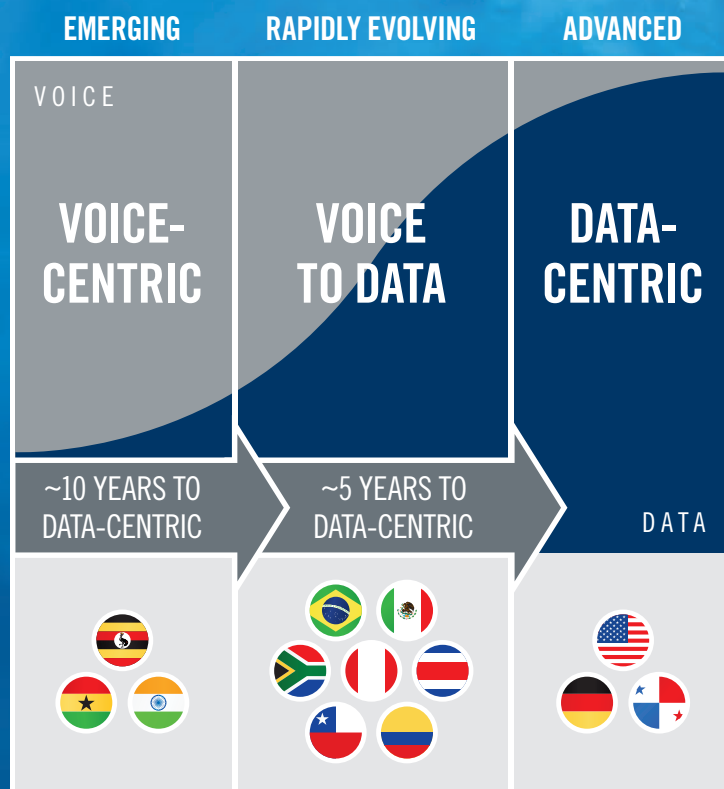 EMERGING
RAPIDLY EVOLVING
ADVANCED
VOICE
VOICE-
CENTRIC
VOICE
TO DATA
DATA-
CENTRIC
~10 YEARS TO
DATA-CENTRIC
~5 YEARS TO
DATA-CENTRIC
DATA